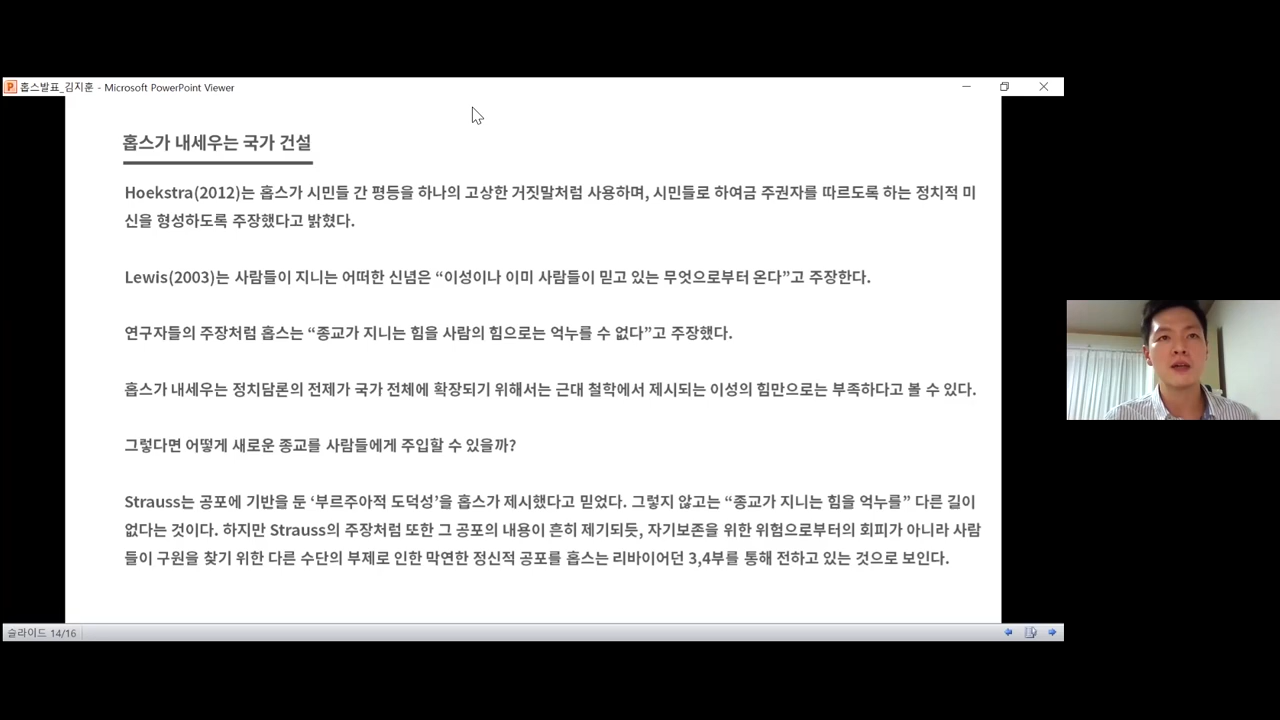 홉스발표_김지훈 - Microsoft PowerPoint Viewer
홉스가 내세우는 국가 건설
Hoekstra(2012)는 홉스가 시민들 간 평등을 하나의 고상한 거짓말처럼 사용하며, 시민들로 하여금 주권자를 따르도록 하는 정치적 미
신을 형성하도록 주장했다고 밝혔다.
Lewis(2003)는 사람들이 지니는 어떠한 신념은 “이성이나 이미 사람들이 믿고 있는 무엇으로부터 온다”고 주장한다.
연구자들의 주장처럼 홉스는 “종교가 지니는 힘을 사람의 힘으로는 억누를 수 없다”고 주장했다.
홉스가 내세우는 정치담론의 전제가 국가 전체에 확장되기 위해서는 근대 철학에서 제시되는 이성의 힘만으로는 부족하다고 볼 수 있다.
그렇다면 어떻게 새로운 종교를 사람들에게 주입할 수 있을까?
Strauss는 공포에 기반을 둔 ‘부르주아적 도덕성’을 홉스가 제시했다고 믿었다. 그렇지 않고는 “종교가 지니는 힘을 억누를” 다른 길이
없다는 것이다. 하지만 Strauss의 주장처럼 또한 그 공포의 내용이 흔히 제기되듯, 자기보존을 위한 위험으로부터의 회피가 아니라 사람
들이 구원을 찾기 위한 다른 수단의 부제로 인한 막연한 정신적 공포를 홉스는 리바이어던 3,4부를 통해 전하고 있는 것으로 보인다.
슬라이드 14/16